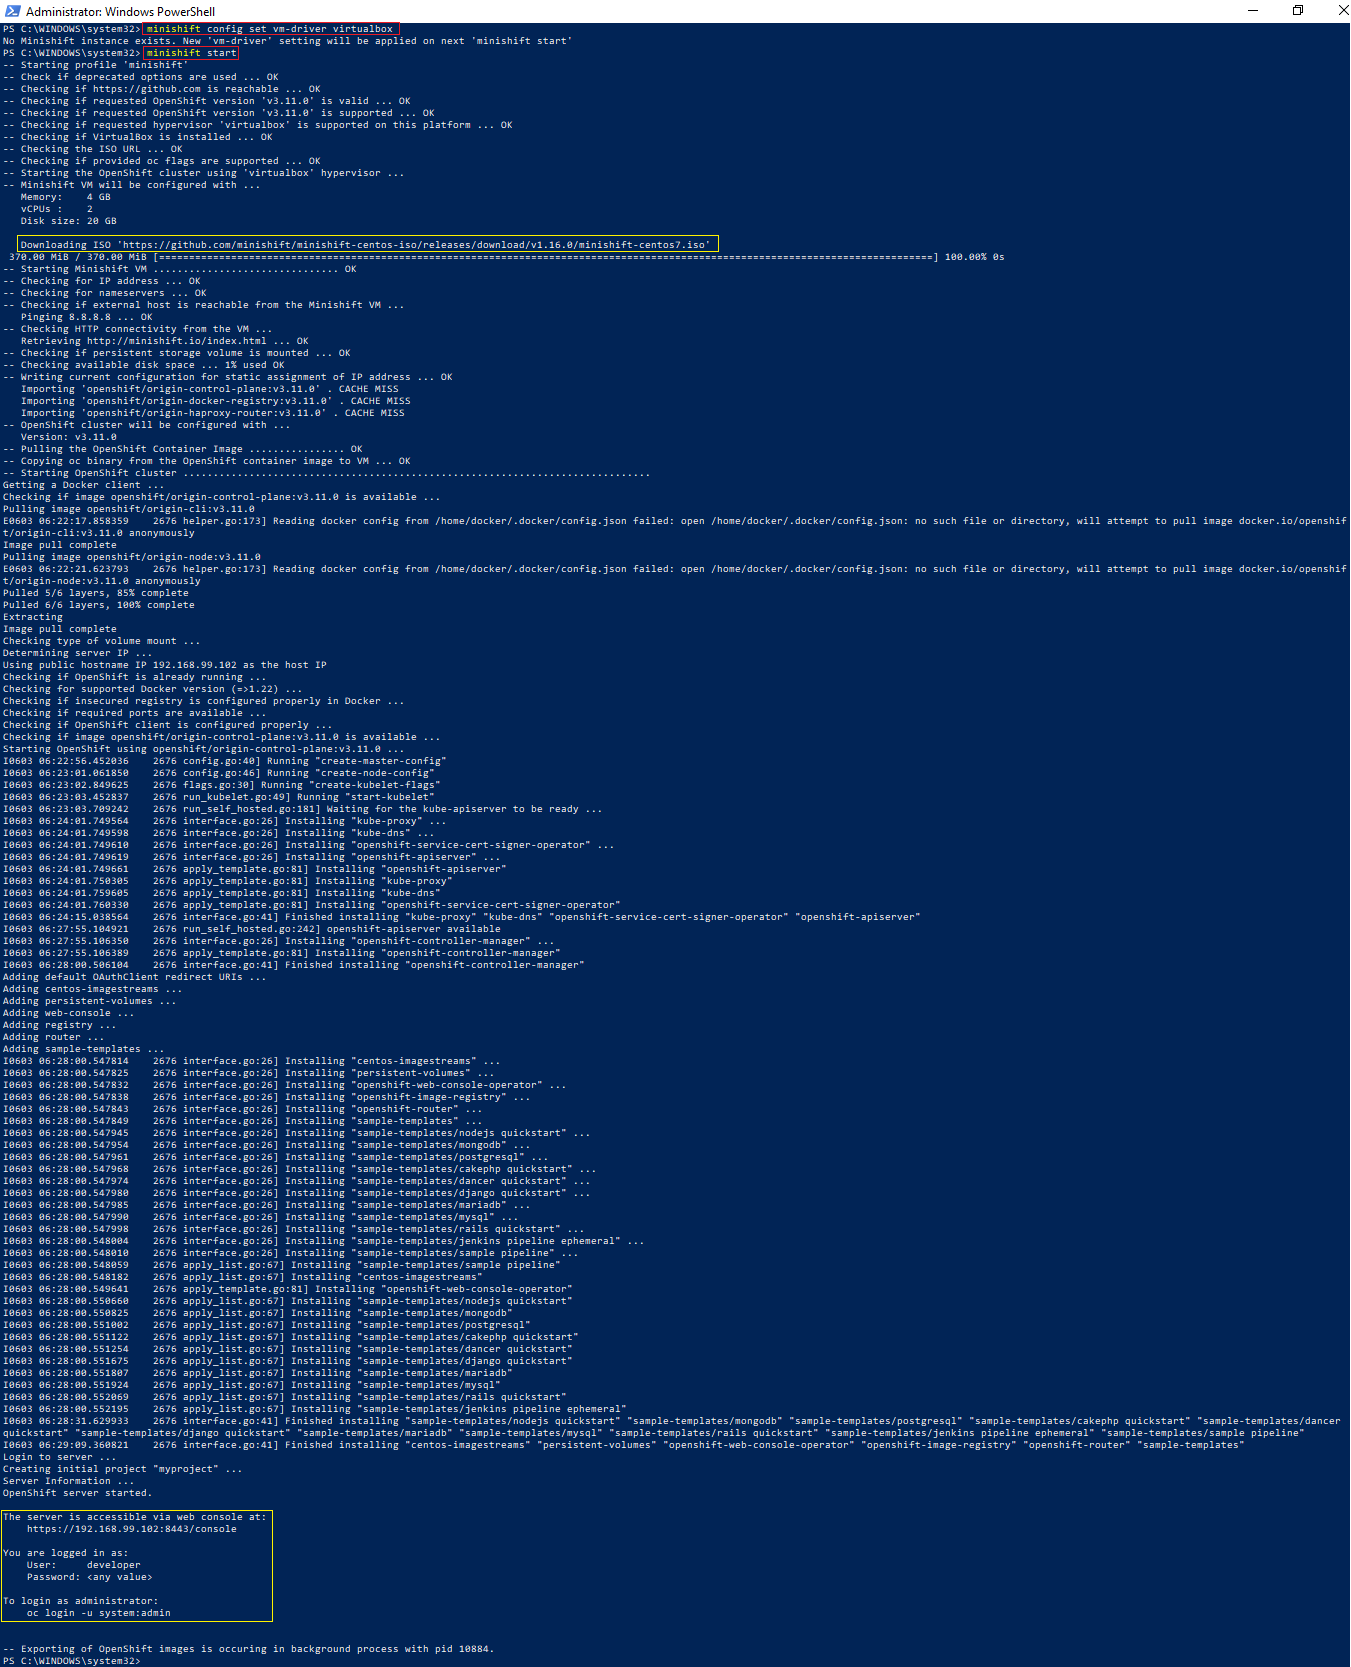 Administrator: Windows PowerShell
PS C:\WINDOWS\system32> minishift config set vm-driver virtualbox
No Minishift instance exists. New 'vm-driver' setting will be applied on next 'minishift start'
PS C:\WINDOWS\system32> minishift start
-- Starting profile 'minishift'
-- Check if deprecated options are used ... OK
-- Checking if https://github.com is reachable ... OK
-- Checking if requested OpenShift version 'v3.11.0' is valid ... OK
-- Checking if requested OpenShift version 'v3.11.0' is supported ... OK
-- Checking if requested hypervisor 'virtualbox' is supported on this platform ... OK
-- Checking if VirtualBox is installed ... OK
-- Checking the ISO URL ... OK
-- Checking if provided oc flags are supported ... OK
-- Starting the OpenShift cluster using 'virtualbox' hypervisor ...
-- Minishift VM will be configured with ...
   Memory:    4 GB
   vCPUs :    2
   Disk size: 20 GB
   Downloading ISO 'https://github.com/minishift/minishift-centos-iso/releases/download/v1.16.0/minishift-centos7.iso'
 370.00 MiB / 370.00 MiB [=================================================================================================================================] 100.00% 0s
-- Starting Minishift VM ............................... OK
-- Checking for IP address ... OK
-- Checking for nameservers ... OK
-- Checking if external host is reachable from the Minishift VM ...
   Pinging 8.8.8.8 ... OK
-- Checking HTTP connectivity from the VM ...
   Retrieving http://minishift.io/index.html ... OK
-- Checking if persistent storage volume is mounted ... OK
-- Checking available disk space ... 1% used OK
-- Writing current configuration for static assignment of IP address ... OK
   Importing 'openshift/origin-control-plane:v3.11.0' . CACHE MISS
   Importing 'openshift/origin-docker-registry:v3.11.0' . CACHE MISS
   Importing 'openshift/origin-haproxy-router:v3.11.0' . CACHE MISS
-- OpenShift cluster will be configured with ...
   Version: v3.11.0
-- Pulling the OpenShift Container Image ................ OK
-- Copying oc binary from the OpenShift container image to VM ... OK
-- Starting OpenShift cluster ..............................................................................
Getting a Docker client ...
Checking if image openshift/origin-control-plane:v3.11.0 is available ...
Pulling image openshift/origin-cli:v3.11.0
E0603 06:22:17.858359    2676 helper.go:173] Reading docker config from /home/docker/.docker/config.json failed: open /home/docker/.docker/config.json: no such file or directory, will attempt to pull image docker.io/openshif
t/origin-cli:v3.11.0 anonymously
Image pull complete
Pulling image openshift/origin-node:v3.11.0
E0603 06:22:21.623793    2676 helper.go:173] Reading docker config from /home/docker/.docker/config.json failed: open /home/docker/.docker/config.json: no such file or directory, will attempt to pull image docker.io/openshif
t/origin-node:v3.11.0 anonymously
Pulled 5/6 layers, 85% complete
Pulled 6/6 layers, 100% complete
Extracting
Image pull complete
Checking type of volume mount ...
Determining server IP ...
Using public hostname IP 192.168.99.102 as the host IP
Checking if OpenShift is already running ...
Checking for supported Docker version (=>1.22) ...
Checking if insecured registry is configured properly in Docker ...
Checking if required ports are available ...
Checking if OpenShift client is configured properly ...
Checking if image openshift/origin-control-plane:v3.11.0 is available ...
Starting OpenShift using openshift/origin-control-plane:v3.11.0 ...
I0603 06:22:56.452036    2676 config.go:40] Running "create-master-config"
I0603 06:23:01.061850    2676 config.go:46] Running "create-node-config"
I0603 06:23:02.849625    2676 flags.go:30] Running "create-kubelet-flags"
I0603 06:23:03.452837    2676 run_kubelet.go:49] Running "start-kubelet"
I0603 06:23:03.709242    2676 run_self_hosted.go:181] Waiting for the kube-apiserver to be ready ...
I0603 06:24:01.749564    2676 interface.go:26] Installing "kube-proxy" ...
I0603 06:24:01.749598    2676 interface.go:26] Installing "kube-dns" ...
I0603 06:24:01.749610    2676 interface.go:26] Installing "openshift-service-cert-signer-operator" ...
I0603 06:24:01.749619    2676 interface.go:26] Installing "openshift-apiserver" ...
I0603 06:24:01.749661    2676 apply_template.go:81] Installing "openshift-apiserver"
I0603 06:24:01.750305    2676 apply_template.go:81] Installing "kube-proxy"
I0603 06:24:01.759605    2676 apply_template.go:81] Installing "kube-dns"
I0603 06:24:01.760330    2676 apply_template.go:81] Installing "openshift-service-cert-signer-operator"
I0603 06:24:15.038564    2676 interface.go:41] Finished installing "kube-proxy" "kube-dns" "openshift-service-cert-signer-operator" "openshift-apiserver"
I0603 06:27:55.104921    2676 run_self_hosted.go:242] openshift-apiserver available
I0603 06:27:55.106350    2676 interface.go:26] Installing "openshift-controller-manager" ...
I0603 06:27:55.106389    2676 apply_template.go:81] Installing "openshift-controller-manager"
I0603 06:28:00.506104    2676 interface.go:41] Finished installing "openshift-controller-manager"
Adding default OAuthClient redirect URIs ...
Adding centos-imagestreams ...
Adding persistent-volumes ...
Adding web-console ...
Adding registry ...
Adding router ...
Adding sample-templates ...
I0603 06:28:00.547814    2676 interface.go:26] Installing "centos-imagestreams" ...
I0603 06:28:00.547825    2676 interface.go:26] Installing "persistent-volumes" ...
I0603 06:28:00.547832    2676 interface.go:26] Installing "openshift-web-console-operator" ...
I0603 06:28:00.547838    2676 interface.go:26] Installing "openshift-image-registry" ...
I0603 06:28:00.547843    2676 interface.go:26] Installing "openshift-router" ...
I0603 06:28:00.547849    2676 interface.go:26] Installing "sample-templates" ...
I0603 06:28:00.547945    2676 interface.go:26] Installing "sample-templates/nodejs quickstart" ...
I0603 06:28:00.547954    2676 interface.go:26] Installing "sample-templates/mongodb" ...
I0603 06:28:00.547961    2676 interface.go:26] Installing "sample-templates/postgresql" ...
I0603 06:28:00.547968    2676 interface.go:26] Installing "sample-templates/cakephp quickstart" ...
I0603 06:28:00.547974    2676 interface.go:26] Installing "sample-templates/dancer quickstart" ...
I0603 06:28:00.547980    2676 interface.go:26] Installing "sample-templates/django quickstart" ...
I0603 06:28:00.547985    2676 interface.go:26] Installing "sample-templates/mariadb" ...
I0603 06:28:00.547990    2676 interface.go:26] Installing "sample-templates/mysql" ...
I0603 06:28:00.547998    2676 interface.go:26] Installing "sample-templates/rails quickstart" ...
I0603 06:28:00.548004    2676 interface.go:26] Installing "sample-templates/jenkins pipeline ephemeral" ...
I0603 06:28:00.548010    2676 interface.go:26] Installing "sample-templates/sample pipeline" ...
I0603 06:28:00.548059    2676 apply_list.go:67] Installing "sample-templates/sample pipeline"
I0603 06:28:00.548182    2676 apply_list.go:67] Installing "centos-imagestreams"
I0603 06:28:00.549641    2676 apply_template.go:81] Installing "openshift-web-console-operator"
I0603 06:28:00.550660    2676 apply_list.go:67] Installing "sample-templates/nodejs quickstart"
I0603 06:28:00.550825    2676 apply_list.go:67] Installing "sample-templates/mongodb"
I0603 06:28:00.551002    2676 apply_list.go:67] Installing "sample-templates/postgresql"
I0603 06:28:00.551122    2676 apply_list.go:67] Installing "sample-templates/cakephp quickstart"
I0603 06:28:00.551254    2676 apply_list.go:67] Installing "sample-templates/dancer quickstart"
I0603 06:28:00.551675    2676 apply_list.go:67] Installing "sample-templates/django quickstart"
I0603 06:28:00.551807    2676 apply_list.go:67] Installing "sample-templates/mariadb"
I0603 06:28:00.551924    2676 apply_list.go:67] Installing "sample-templates/mysql"
I0603 06:28:00.552069    2676 apply_list.go:67] Installing "sample-templates/rails quickstart"
I0603 06:28:00.552195    2676 apply_list.go:67] Installing "sample-templates/jenkins pipeline ephemeral"
I0603 06:28:31.629933    2676 interface.go:41] Finished installing "sample-templates/nodejs quickstart" "sample-templates/mongodb" "sample-templates/postgresql" "sample-templates/cakephp quickstart" "sample-templates/dancer
quickstart" "sample-templates/django quickstart" "sample-templates/mariadb" "sample-templates/mysql" "sample-templates/rails quickstart" "sample-templates/jenkins pipeline ephemeral" "sample-templates/sample pipeline"
I0603 06:29:09.360821    2676 interface.go:41] Finished installing "centos-imagestreams" "persistent-volumes" "openshift-web-console-operator" "openshift-image-registry" "openshift-router" "sample-templates"
Login to server ...
Creating initial project "myproject" ...
Server Information ...
OpenShift server started.
The server is accessible via web console at:
    https://192.168.99.102:8443/console
You are logged in as:
    User:     developer
    Password: <any value>
To login as administrator:
    oc login -u system:admin
-- Exporting of OpenShift images is occuring in background process with pid 10884.
PS C:\WINDOWS\system32>